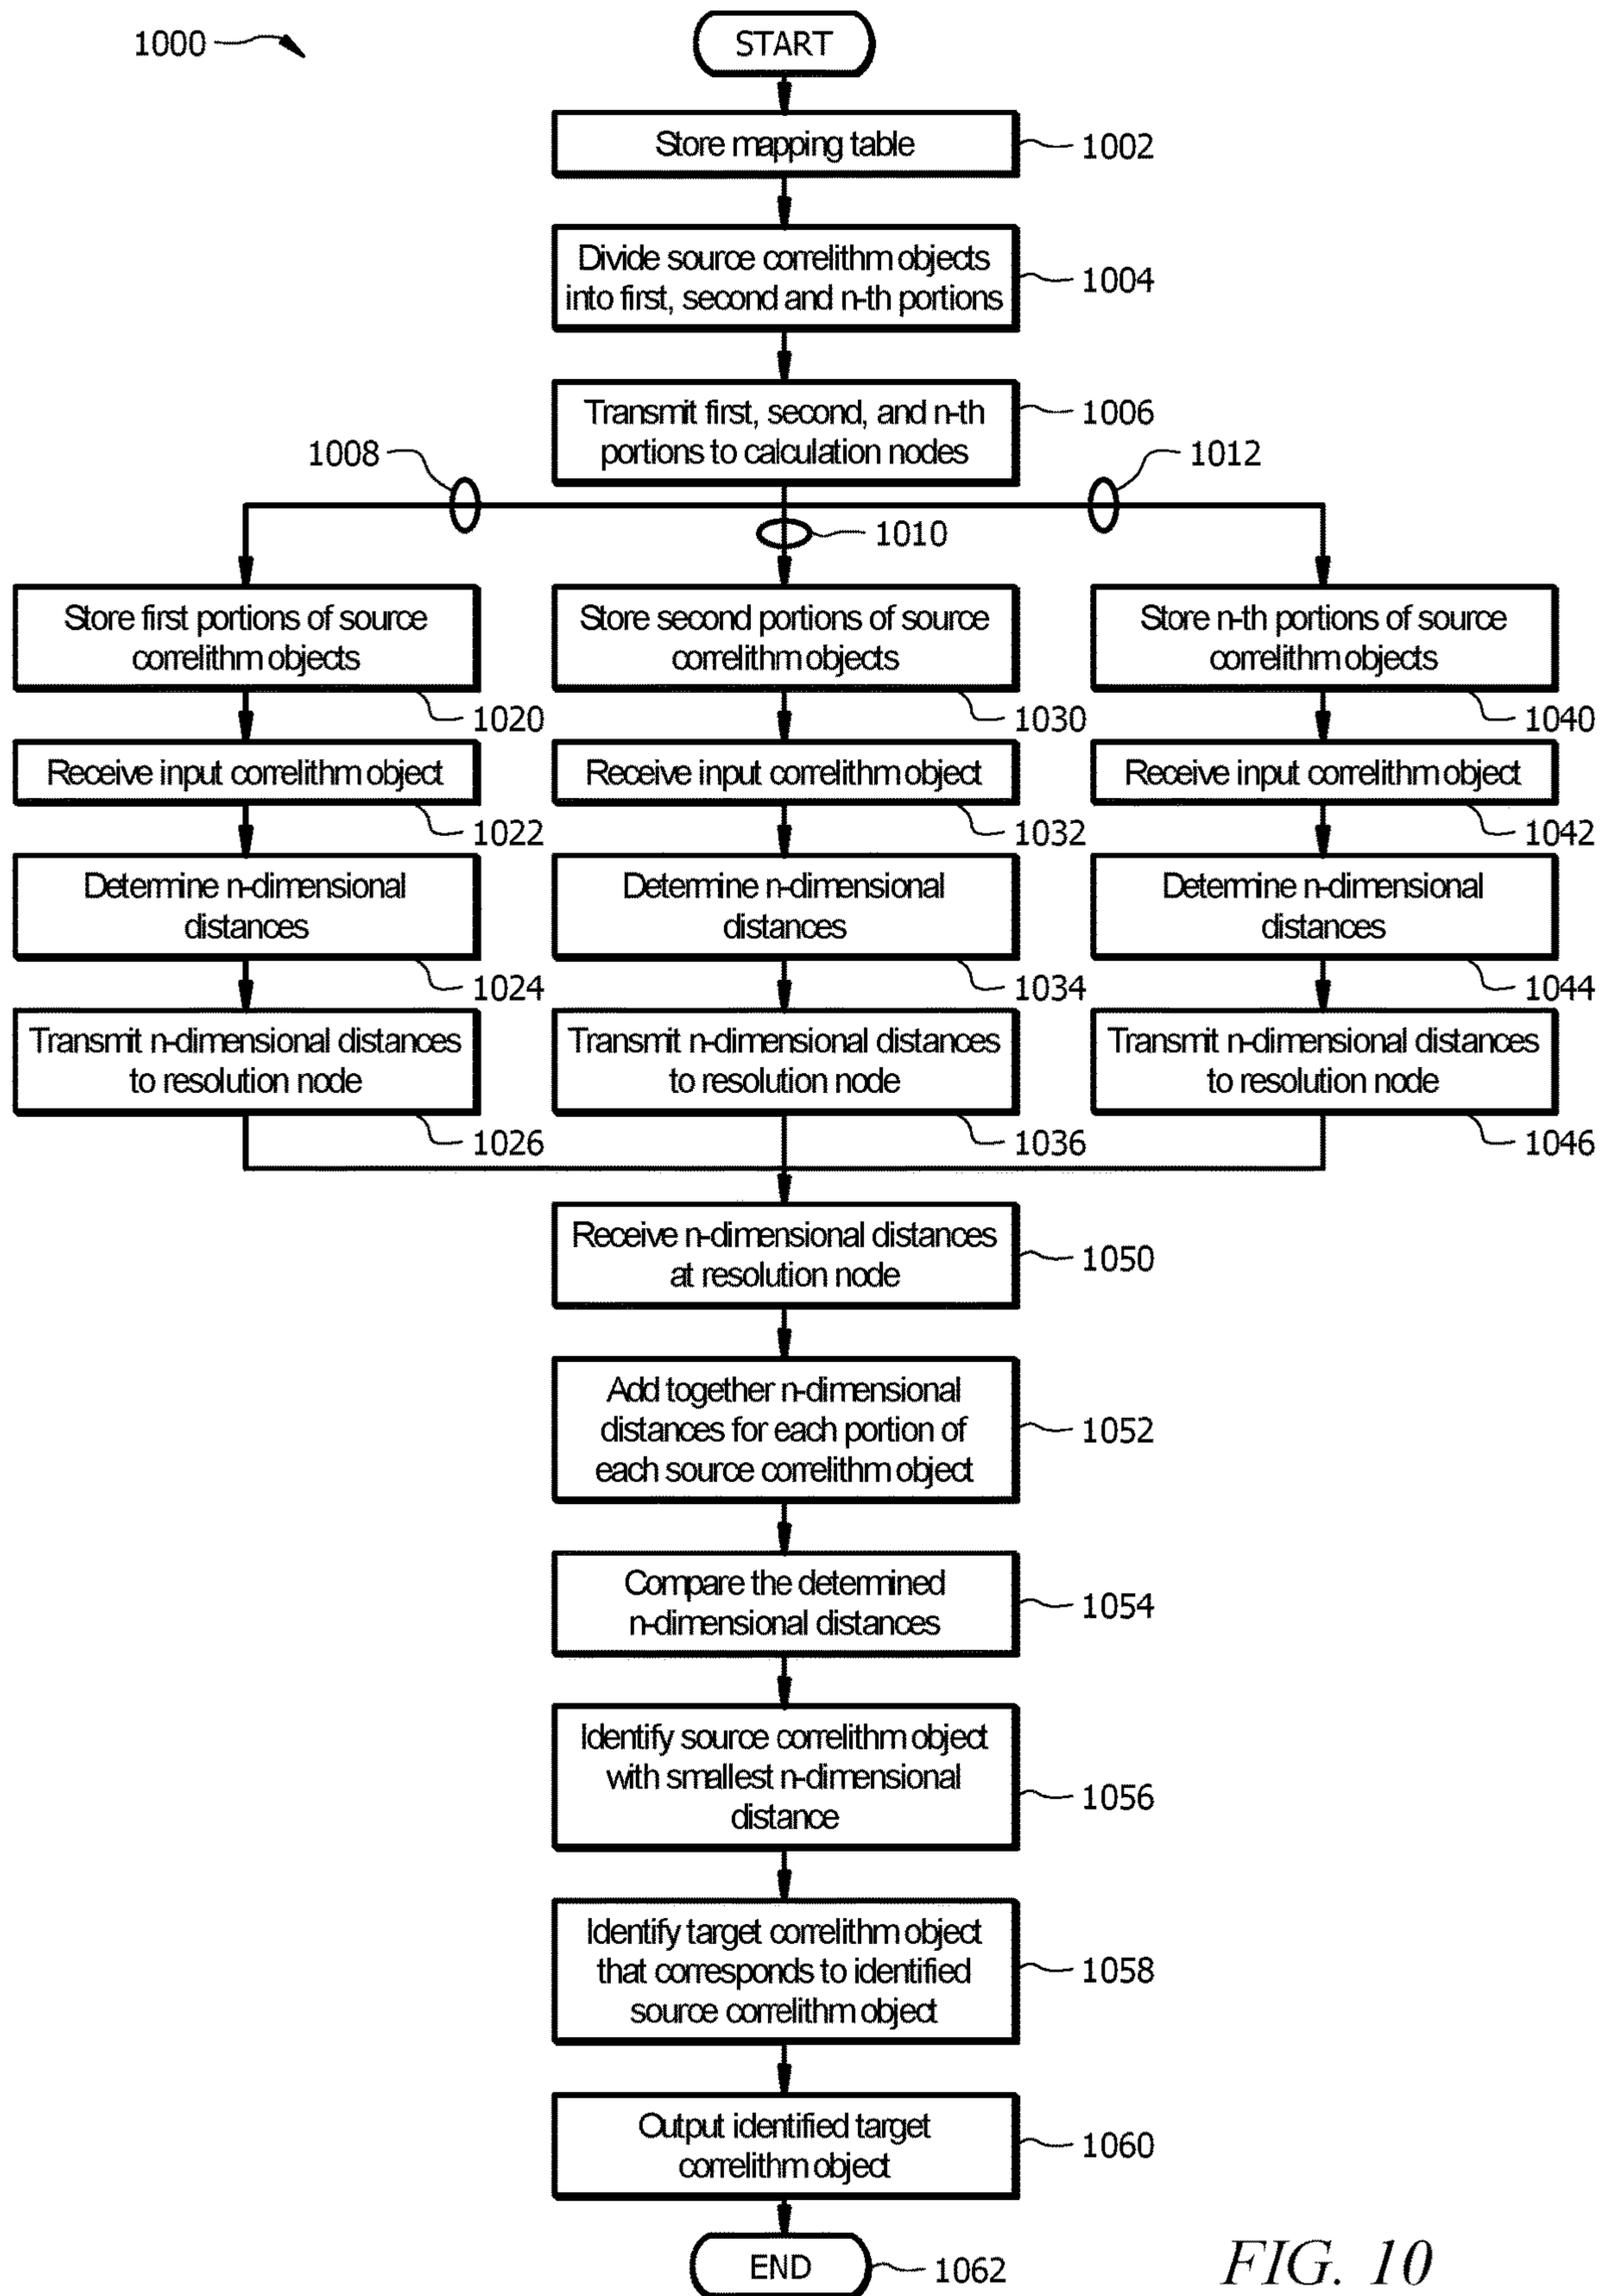 1000
START
Store mapping table
1002
Divide source correlithm objects
into first, second and n-th portions
1004
Transmit first, second, and n-th
portions to calculation nodes
1006
1008
1010
1012
Store first portions of source
correlithm objects
1020
Store second portions of source
correlithm objects
1030
Store n-th portions of source
correlithm objects
1040
Receive input correlithm object
1022
Receive input correlithm object
1032
Receive input correlithm object
1042
Determine n-dimensional
distances
1024
Determine n-dimensional
distances
1034
Determine n-dimensional
distances
1044
Transmit n-dimensional distances
to resolution node
1026
Transmit n-dimensional distances
to resolution node
1036
Transmit n-dimensional distances
to resolution node
1046
Receive n-dimensional distances
at resolution node
1050
Add together n-dimensional
distances for each portion of
each source correlithm object
1052
Compare the determined
n-dimensional distances
1054
Identify source correlithm object
with smallest n-dimensional
distance
1056
Identify target correlithm object
that corresponds to identified
source correlithm object
1058
Output identified target
correlithm object
1060
END
1062
FIG. 10